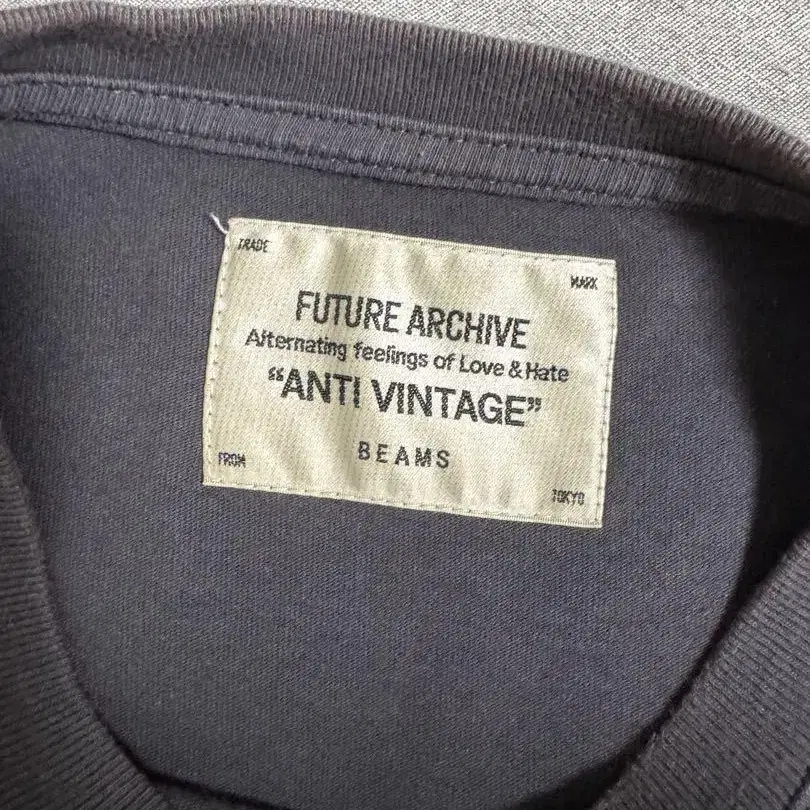 TRADE MARK
FUTURE ARCHIVE
Alternating feelings of Love & Hate
“ANTI VINTAGE”
BEAMS
FROM TOKYO